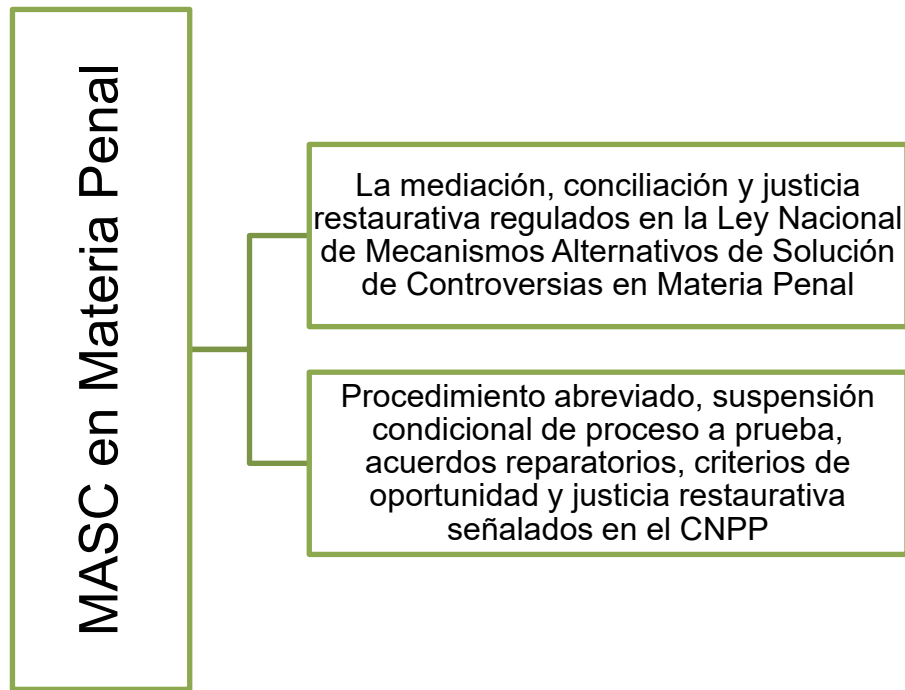 MASC en Materia Penal
La mediación, conciliación y justicia
restaurativa regulados en la Ley Nacional
de Mecanismos Alternativos de Solución
de Controversias en Materia Penal
Procedimiento abreviado, suspensión
condicional de proceso a prueba,
acuerdos reparatorios, criterios de
oportunidad y justicia restaurativa
señalados en el CNPP